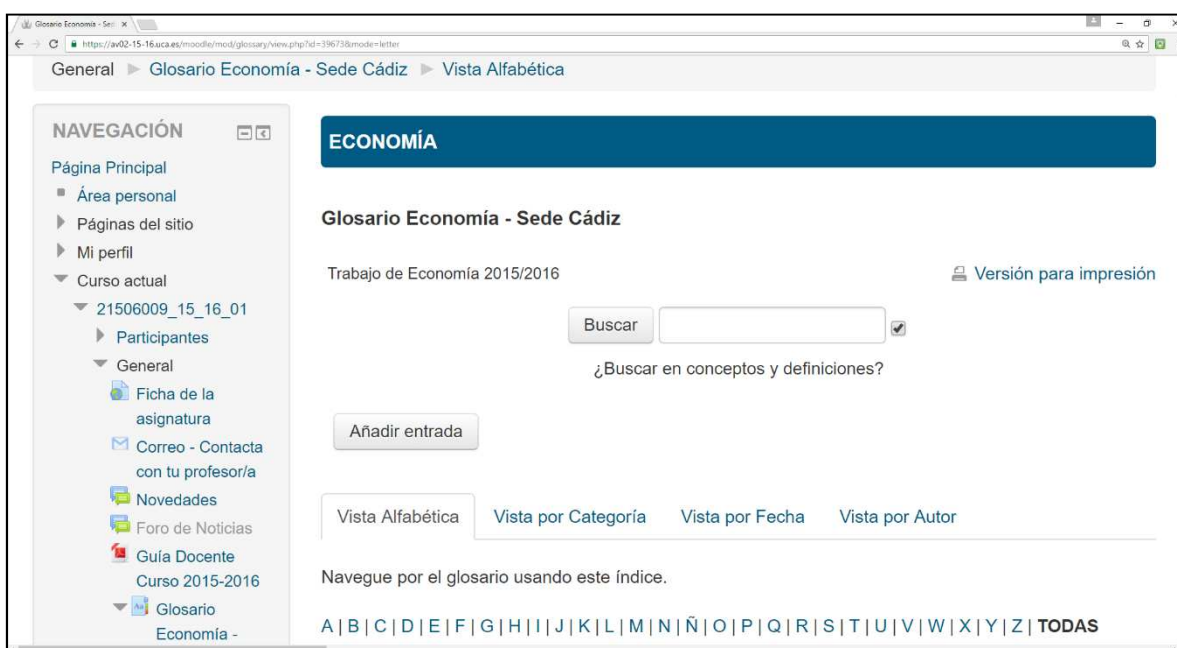 Glosario Economía - Sec
https://av02-15-16.uca.es/moodle/mod/glossary/view.php?id=39673&mode=letter
General ▶ Glosario Economía - Sede Cádiz ▶ Vista Alfabética
NAVEGACIÓN
Página Principal
Área personal
Páginas del sitio
Mi perfil
Curso actual
21506009_15_16_01
Participantes
General
Ficha de la
asignatura
Correo - Contacta
con tu profesor/a
Novedades
Foro de Noticias
Guía Docente
Curso 2015-2016
Glosario
Economía -
ECONOMÍA
Glosario Economía - Sede Cádiz
Trabajo de Economía 2015/2016
Versión para impresión
Buscar
¿Buscar en conceptos y definiciones?
Añadir entrada
Vista Alfabética Vista por Categoría Vista por Fecha Vista por Autor
Navegue por el glosario usando este índice.
A | B | C | D | E | F | G | H | I | J | K | L | M | N | Ñ | O | P | Q | R | S | T | U | V | W | X | Y | Z | TODAS